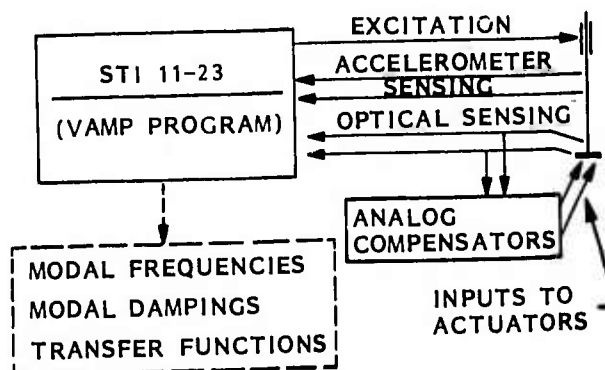 EXCITATION
STI 11-23
ACCELEROMETER
SENSING
(VAMP PROGRAM)
OPTICAL SENSING
ANALOG
COMPENSATORS
MODAL FREQUENCIES
MODAL DAMPINGS
TRANSFER FUNCTIONS
INPUTS TO
ACTUATORS